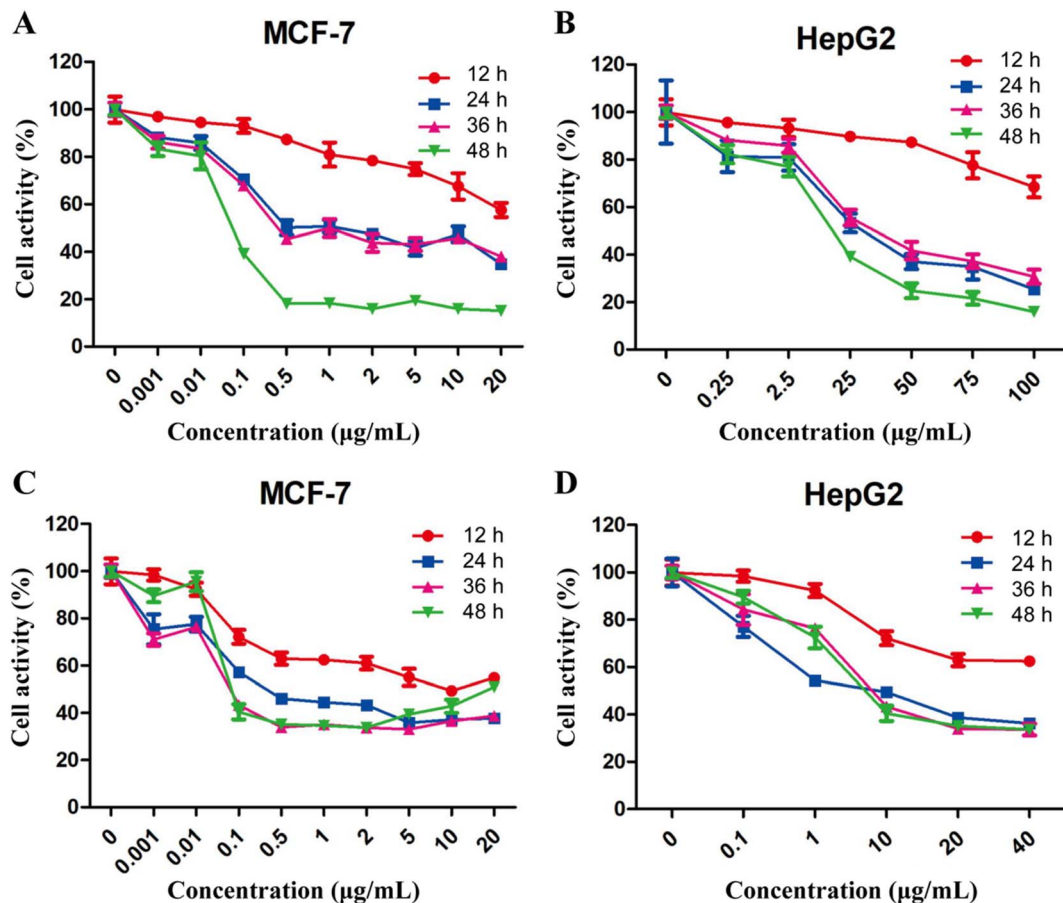 A
MCF-7
120
100
80
60
40
20
0
Cell activity (%)
12 h
24 h
36 h
48 h
0
0.001
0.01
0.1
0.5
1
2
5
10
20
Concentration (μg/mL)
B
HepG2
120
100
80
60
40
20
0
Cell activity (%)
12 h
24 h
36 h
48 h
0
0.25
2.5
25
50
75
100
Concentration (μg/mL)
C
MCF-7
120
100
80
60
40
20
0
Cell activity (%)
12 h
24 h
36 h
48 h
0
0.001
0.01
0.1
0.5
1
2
5
10
20
Concentration (μg/mL)
D
HepG2
120
100
80
60
40
20
0
Cell activity (%)
12 h
24 h
36 h
48 h
0
0.1
1
10
20
40
Concentration (μg/mL)